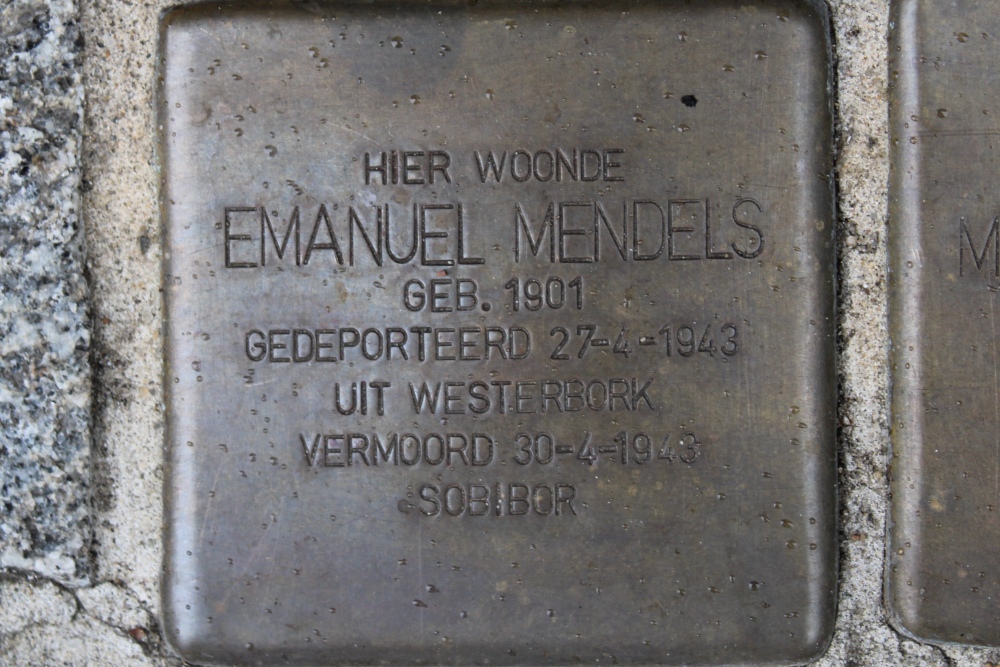 HIER WOONDE
EMANUEL MENDELS
GEB. 1901
GEDEPORTEERD 27-4-1943
UIT WESTERBORK
VERMOORD 30-4-1943
SOBIBOR